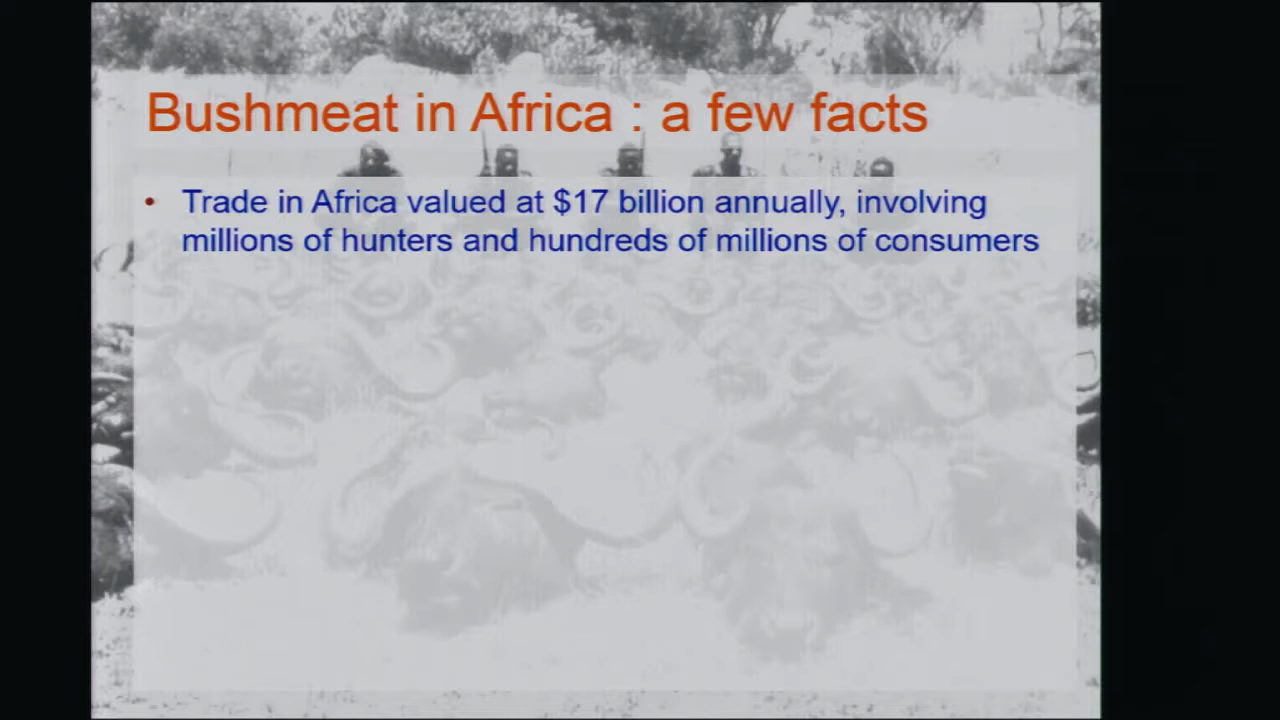 Bushmeat in Africa : a few facts
• Trade in Africa valued at $17 billion annually, involving
millions of hunters and hundreds of millions of consumers